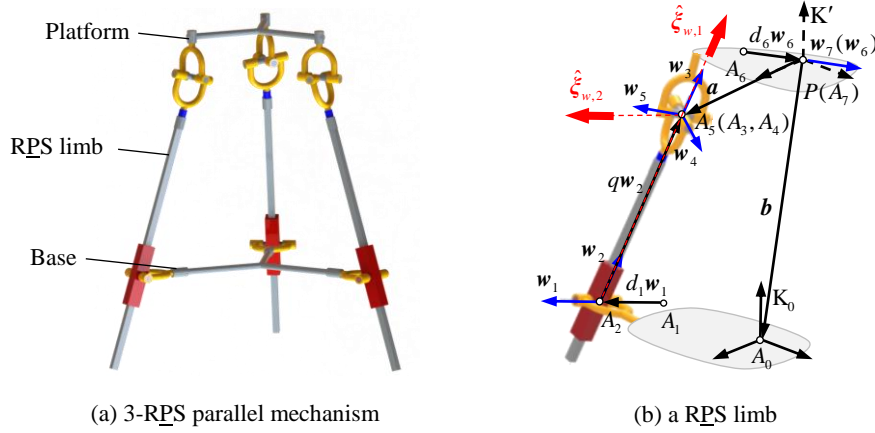 Platform
RPS limb
Base
(a) 3-RPS parallel mechanism
ξ̂w,1
ξ̂w,2
K′
d6w6
w7(w6)
A6
P(A7)
w3
a
w5
A5(A3, A4)
w4
qw2
b
w2
w1
d1w1
K0
A2
A1
A0
(b) a RPS limb